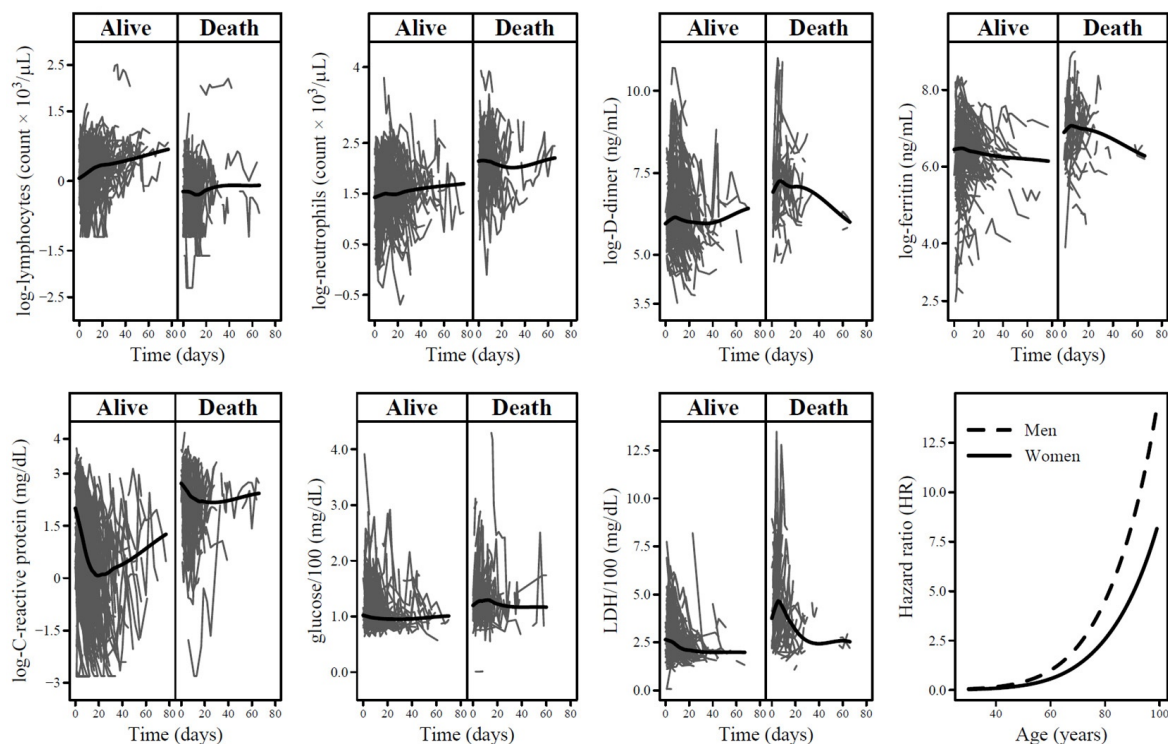 Alive Death
log-lymphocytes (count × 10³/μL)
2.5
1.5
0
−1.5
−2.5
0 20 40 60 80 0 20 40 60 80
Time (days)
Alive Death
log-neutrophils (count × 10³/μL)
4
2.5
1.5
0.5
−0.5
0 20 40 60 80 0 20 40 60 80
Time (days)
Alive Death
log-D-dimer (ng/mL)
10.0
7.5
5.0
3.5
0 20 40 60 80 0 20 40 60 80
Time (days)
Alive Death
log-ferritin (ng/mL)
8.0
6.0
4.0
2.5
0 20 40 60 80 0 20 40 60 80
Time (days)
Alive Death
log-C-reactive protein (mg/dL)
4
3
1.5
0
−1.5
−3
0 20 40 60 80 0 20 40 60 80
Time (days)
Alive Death
glucose/100 (mg/dL)
4.0
3.0
2.0
1.0
0.0
0 20 40 60 80 0 20 40 60 80
Time (days)
Alive Death
LDH/100 (mg/dL)
12.5
10.0
7.5
5.0
2.5
0.0
0 20 40 60 80 0 20 40 60 80
Time (days)
Men
Women
Hazard ratio (HR)
12.5
10.0
7.5
5.0
2.5
0.0
40 60 80 100
Age (years)